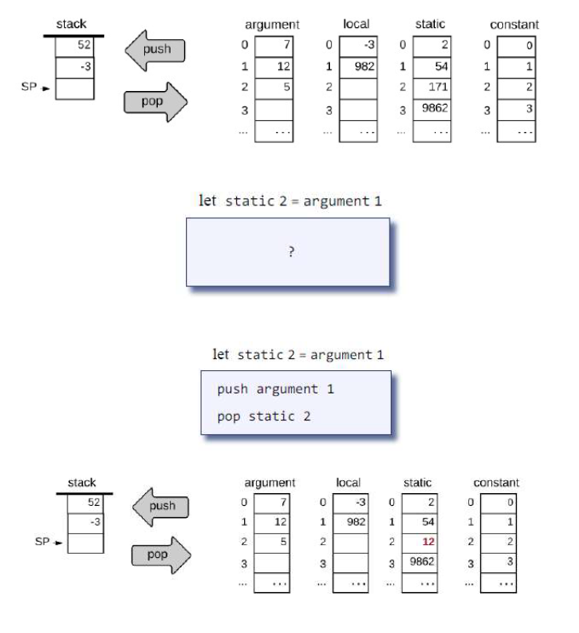 stack argument local static constant
52 push 0 7 0 -3 0 2 0 0
-3 1 12 1 982 1 54 1 1
SP pop 2 5 2 2 171 2 2
3 3 3 9862 3 3
... ... ... ... ... ... ... ...
let static 2 = argument 1
?
let static 2 = argument 1
push argument 1
pop static 2
stack argument local static constant
52 push 0 7 0 -3 0 2 0 0
-3 1 12 1 982 1 54 1 1
SP pop 2 5 2 2 12 2 2
3 3 3 9862 3 3
... ... ... ... ... ... ... ...